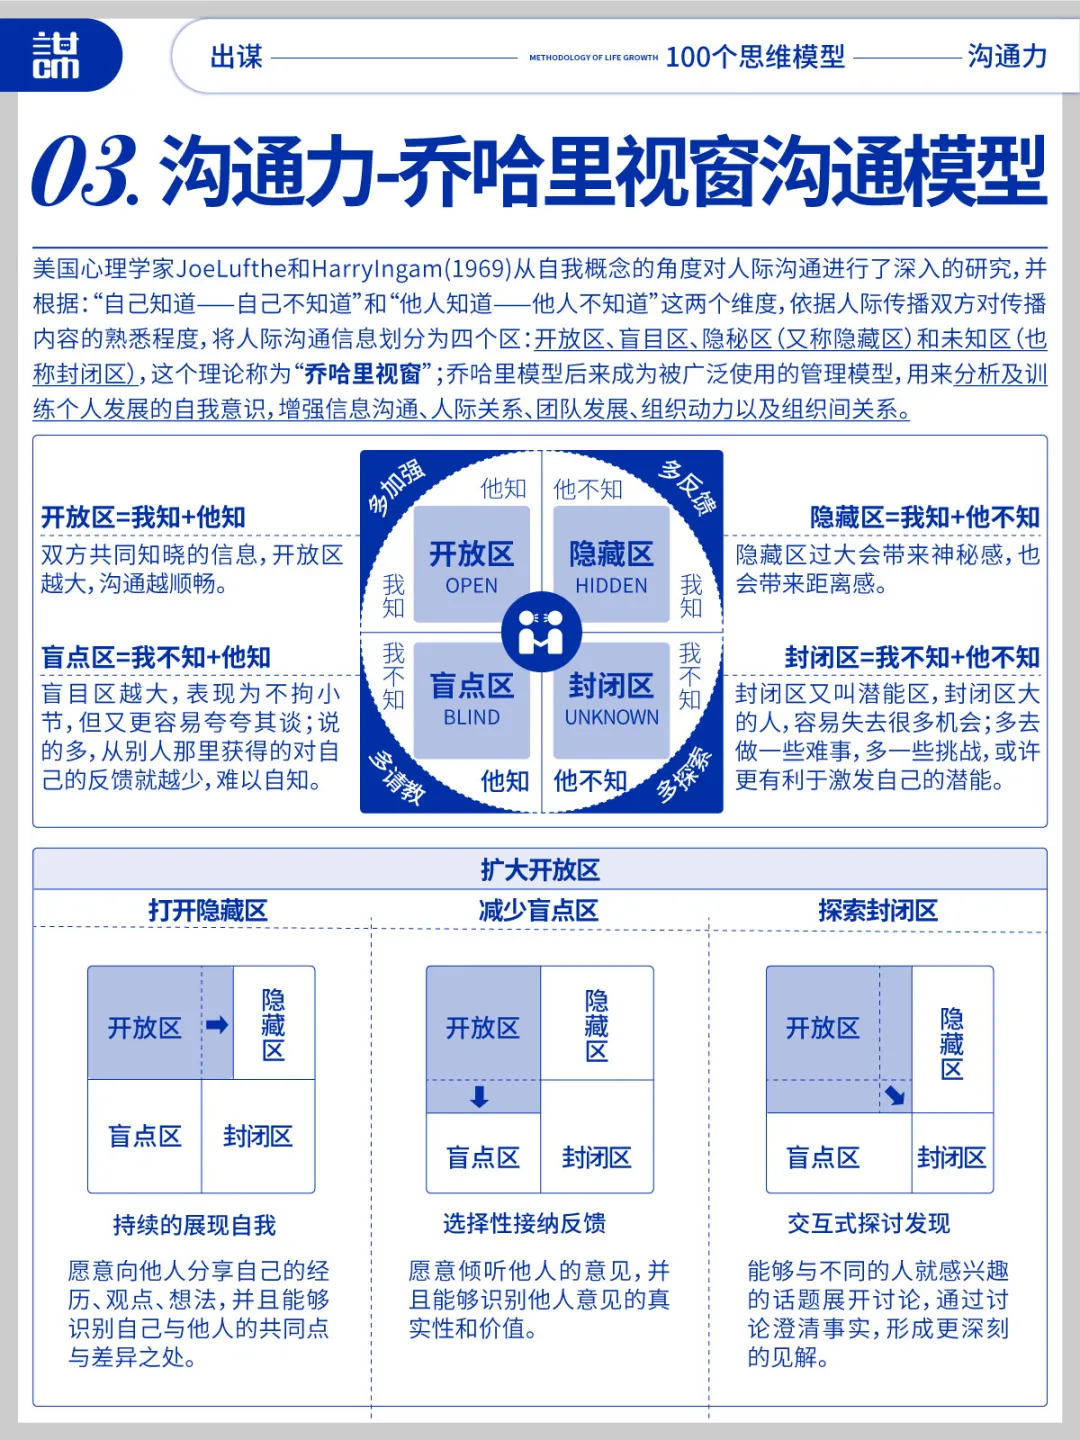 谋cm
出谋
METHODOLOGY OF LIFE GROWTH
100个思维模型
沟通力
03. 沟通力-乔哈里视窗沟通模型
美国心理学家JoeLufthe和HarryIngam(1969)从自我概念的角度对人际沟通进行了深入的研究，并
根据：“自己知道——自己不知道”和“他人知道——他人不知道”这两个维度，依据人际传播双方对传播
内容的熟悉程度，将人际沟通信息划分为四个区：开放区、盲目区、隐秘区（又称隐藏区）和未知区（也
称封闭区），这个理论称为“乔哈里视窗”；乔哈里模型后来成为被广泛使用的管理模型，用来分析及训
练个人发展的自我意识，增强信息沟通、人际关系、团队发展、组织动力以及组织间关系。
开放区=我知+他知
双方共同知晓的信息，开放区
越大，沟通越顺畅。
盲点区=我不知+他知
盲目区越大，表现为不拘小
节，但又更容易夸夸其谈；说
的多，从别人那里获得的对自
己的反馈就越少，难以自知。
多加强
多反馈
他知
他不知
开放区
OPEN
隐藏区
HIDDEN
我知
我知
我不知
我不知
盲点区
BLIND
封闭区
UNKNOWN
他知
他不知
多请教
多探索
隐藏区=我知+他不知
隐藏区过大会带来神秘感，也
会带来距离感。
封闭区=我不知+他不知
封闭区又叫潜能区，封闭区大
的人，容易失去很多机会；多去
做一些难事，多一些挑战，或许
更有利于激发自己的潜能。
扩大开放区
打开隐藏区
开放区
隐藏区
盲点区
封闭区
持续的展现自我
愿意向他人分享自己的经
历、观点、想法，并且能够
识别自己与他人的共同点
与差异之处。
减少盲点区
开放区
隐藏区
盲点区
封闭区
选择性接纳反馈
愿意倾听他人的意见，并
且能够识别他人意见的真
实性和价值。
探索封闭区
开放区
隐藏区
盲点区
封闭区
交互式探讨发现
能够与不同的人就感兴趣
的话题展开讨论，通过讨
论澄清事实，形成更深刻
的见解。